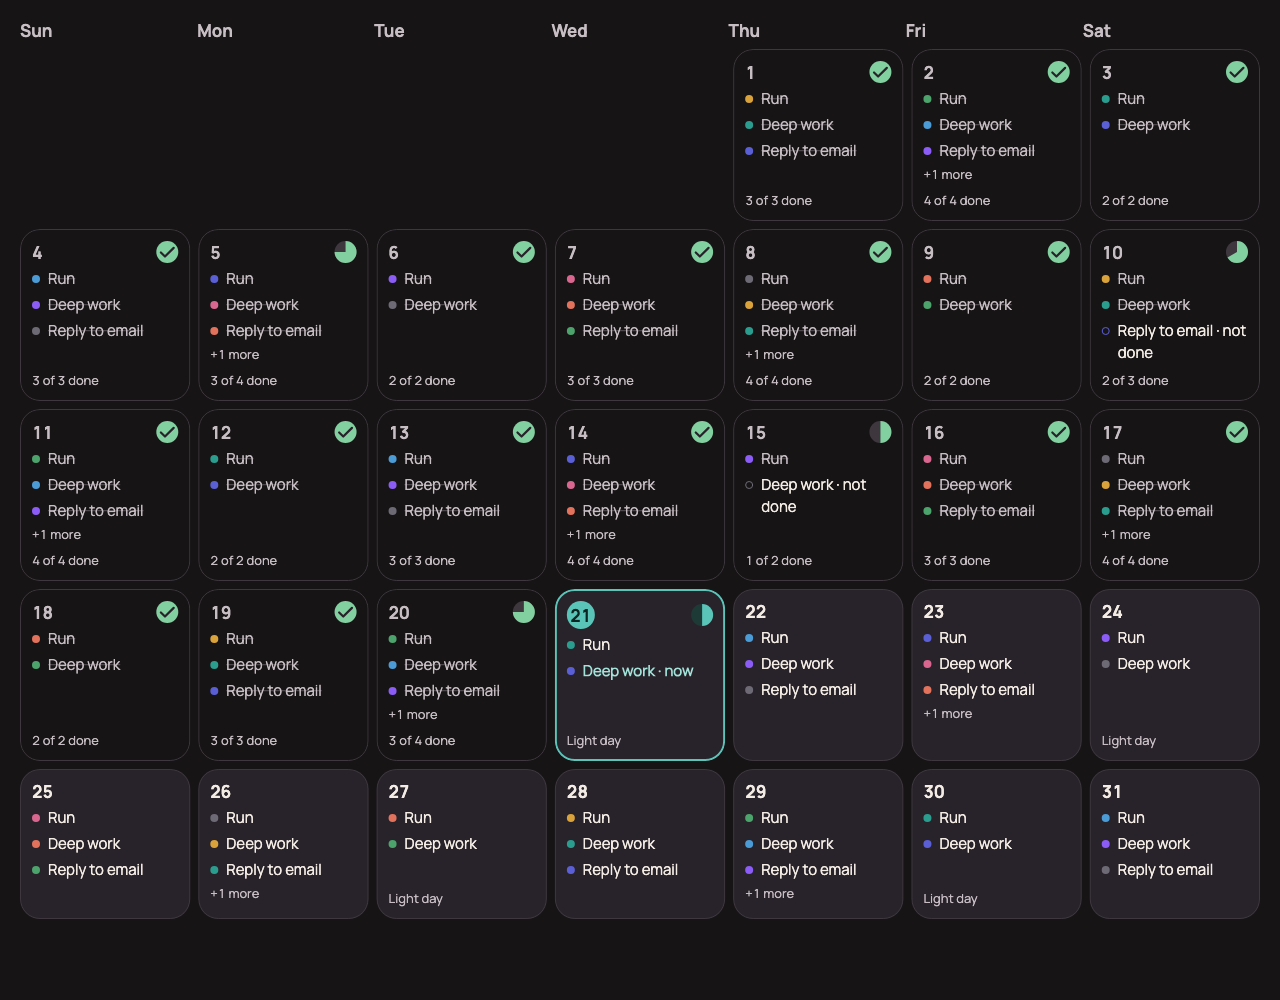 Sun Mon Tue Wed Thu Fri Sat
1
Run
Deep work
Reply to email
3 of 3 done
2
Run
Deep work
Reply to email
+1 more
4 of 4 done
3
Run
Deep work
2 of 2 done
4
Run
Deep work
Reply to email
3 of 3 done
5
Run
Deep work
Reply to email
+1 more
3 of 4 done
6
Run
Deep work
2 of 2 done
7
Run
Deep work
Reply to email
3 of 3 done
8
Run
Deep work
Reply to email
+1 more
4 of 4 done
9
Run
Deep work
2 of 2 done
10
Run
Deep work
Reply to email · not
done
2 of 3 done
11
Run
Deep work
Reply to email
+1 more
4 of 4 done
12
Run
Deep work
2 of 2 done
13
Run
Deep work
Reply to email
3 of 3 done
14
Run
Deep work
Reply to email
+1 more
4 of 4 done
15
Run
Deep work · not
done
1 of 2 done
16
Run
Deep work
Reply to email
3 of 3 done
17
Run
Deep work
Reply to email
+1 more
4 of 4 done
18
Run
Deep work
2 of 2 done
19
Run
Deep work
Reply to email
3 of 3 done
20
Run
Deep work
Reply to email
+1 more
3 of 4 done
21
Run
Deep work · now
Light day
22
Run
Deep work
Reply to email
23
Run
Deep work
Reply to email
+1 more
24
Run
Deep work
Light day
25
Run
Deep work
Reply to email
26
Run
Deep work
Reply to email
+1 more
27
Run
Deep work
Light day
28
Run
Deep work
Reply to email
29
Run
Deep work
Reply to email
+1 more
30
Run
Deep work
Light day
31
Run
Deep work
Reply to email